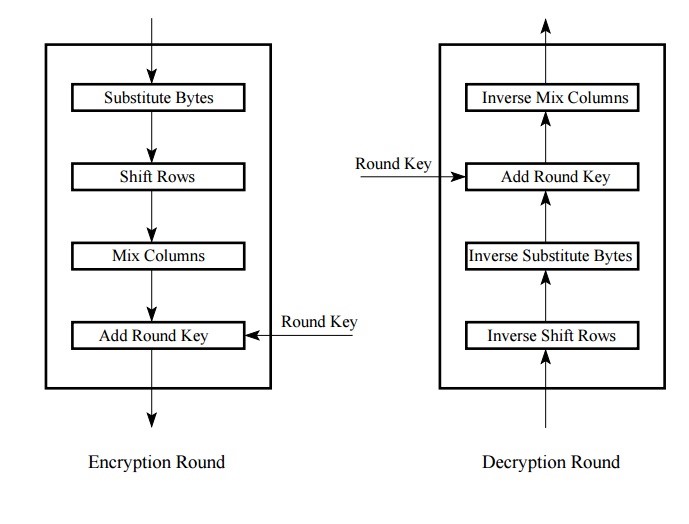 Substitute Bytes
Shift Rows
Mix Columns
Add Round Key
Round Key
Encryption Round
Inverse Mix Columns
Round Key
Add Round Key
Inverse Substitute Bytes
Inverse Shift Rows
Decryption Round